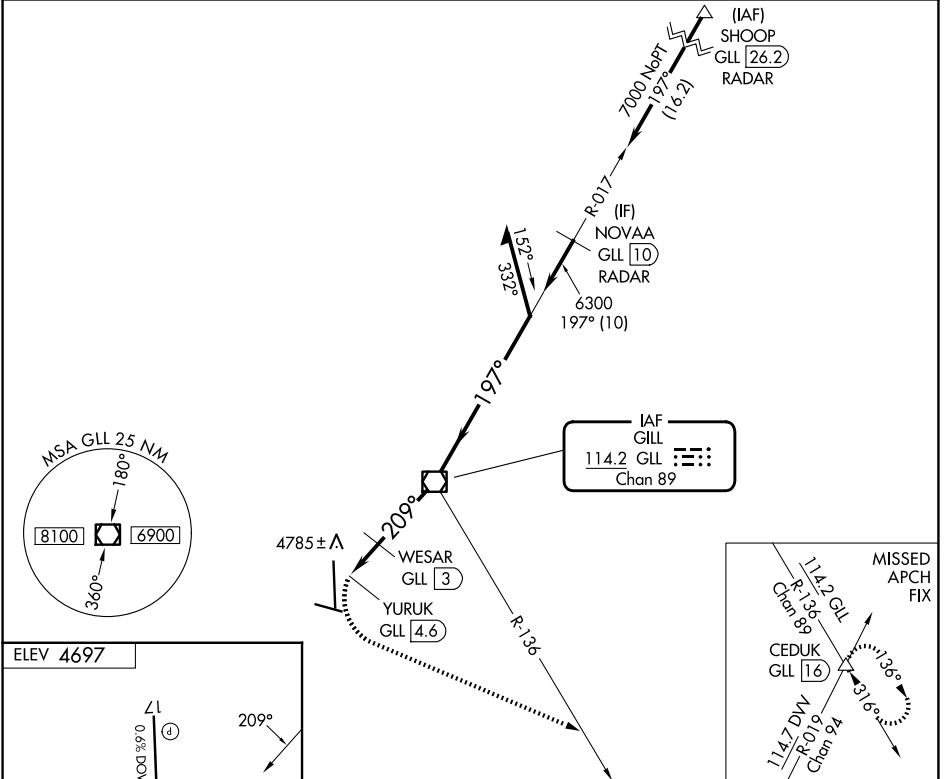 (IAF)
SHOOP
GLL 26.2
RADAR
7000 NoPT
197°
(16.2)
R-017
(IF)
NOVAA
GLL 10
RADAR
152°
332°
6300
197° (10)
197°
IAF
GILL
114.2 GLL
Chan 89
MSA GLL 25 NM
180°
8100
6900
360°
209°
4785±
WESAR
GLL 3
YURUK
GLL 4.6
R-136
MISSED
APCH
FIX
114.2 GLL
R-136
Chan 89
CEDUK
GLL 16
136°
316°
114.7 DVV
R-019
Chan 94
ELEV 4697
17
P
0.6% DOW
209°